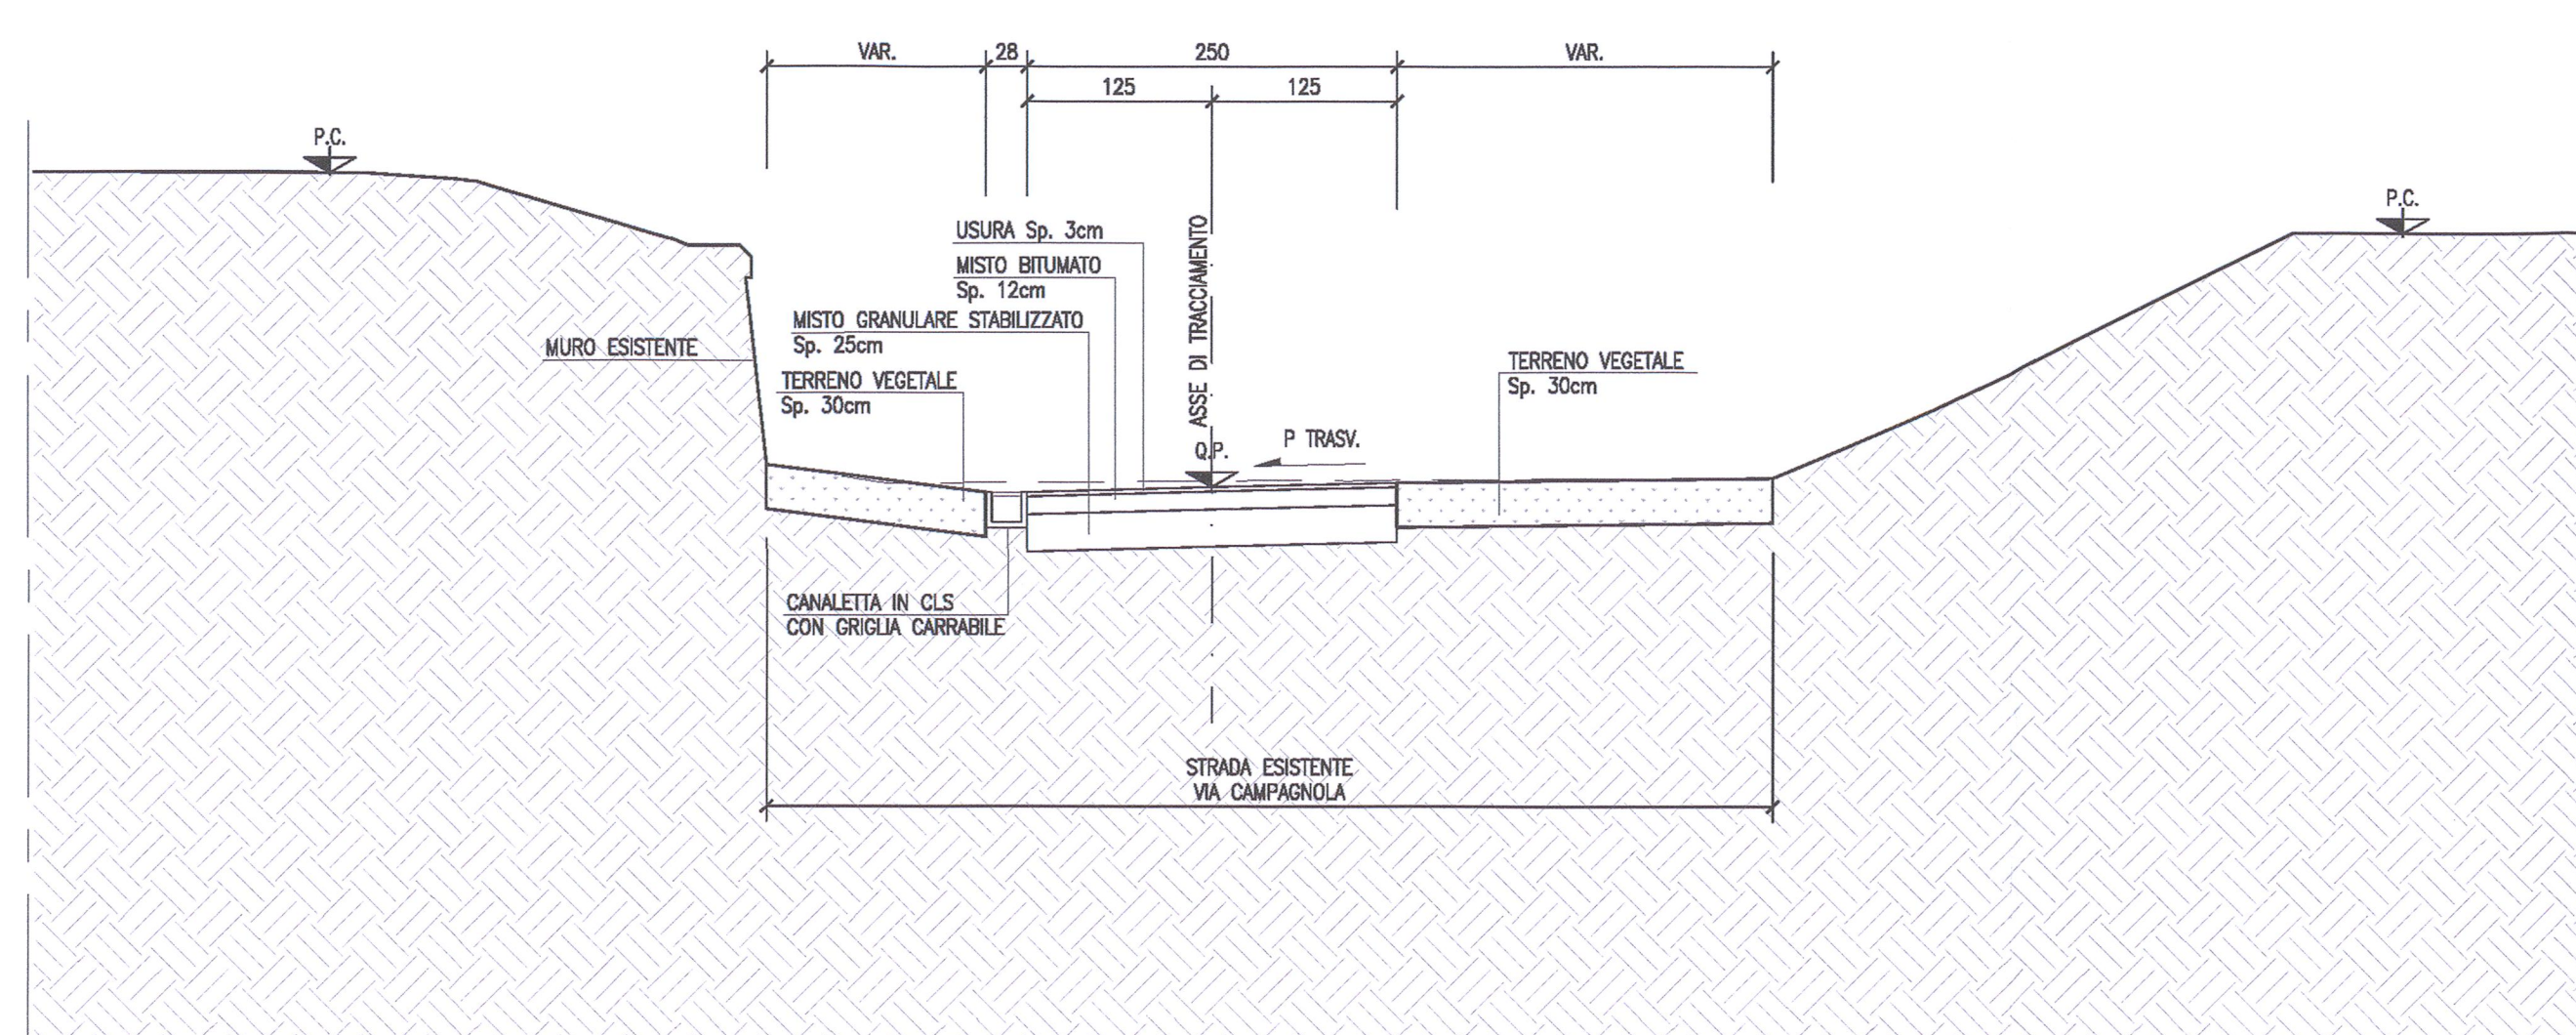 VAR.
28
250
VAR.
125
125
P.C.
P.C.
USURA Sp. 3cm
MISTO BITUMATO
Sp. 12cm
MISTO GRANULARE STABILIZZATO
Sp. 25cm
MURO ESISTENTE
TERRENO VEGETALE
Sp. 30cm
ASSE DI TRACCIAMENTO
TERRENO VEGETALE
Sp. 30cm
Q.P.
P TRASV.
CANALETTA IN CLS
CON GRIGLIA CARRABILE
STRADA ESISTENTE
VIA CAMPAGNOLA